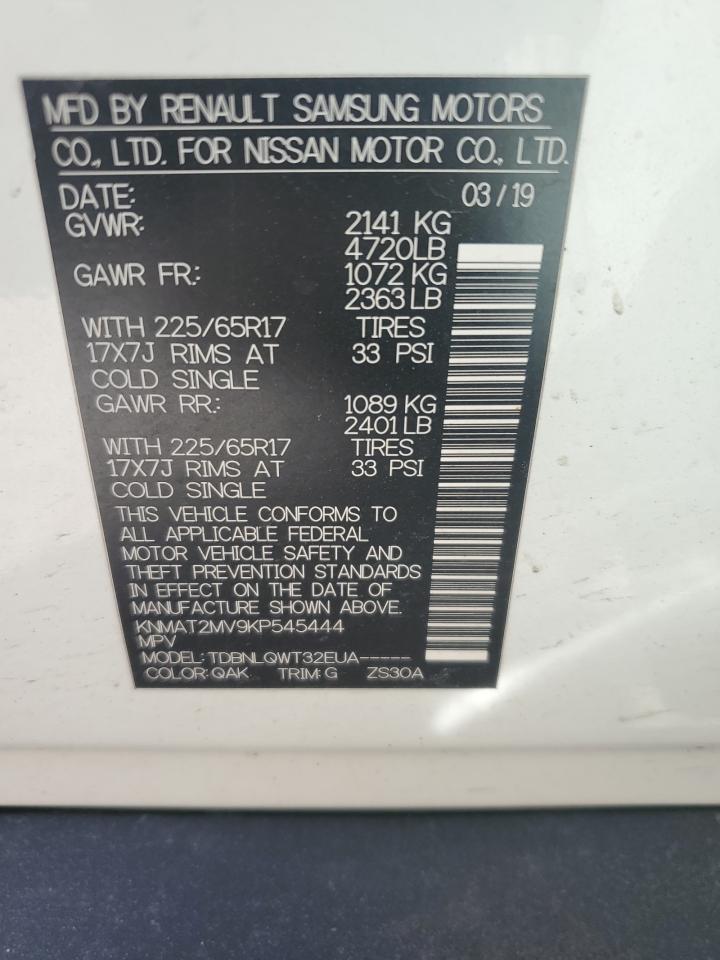 MFD BY RENAULT SAMSUNG MOTORS
CO., LTD. FOR NISSAN MOTOR CO., LTD.
DATE: 03/19
GVWR: 2141 KG
4720LB
GAWR FR.: 1072 KG
2363LB
WITH 225/65R17 TIRES
17X7J RIMS AT 33 PSI
COLD SINGLE
GAWR RR.: 1089 KG
2401LB
WITH 225/65R17 TIRES
17X7J RIMS AT 33 PSI
COLD SINGLE
THIS VEHICLE CONFORMS TO
ALL APPLICABLE FEDERAL
MOTOR VEHICLE SAFETY AND
THEFT PREVENTION STANDARDS
IN EFFECT ON THE DATE OF
MANUFACTURE SHOWN ABOVE.
KNMAT2MV9KP545444
MPV
MODEL: TDBNLQWT32EUA-----
COLOR: QAK TRIM: G ZS30A